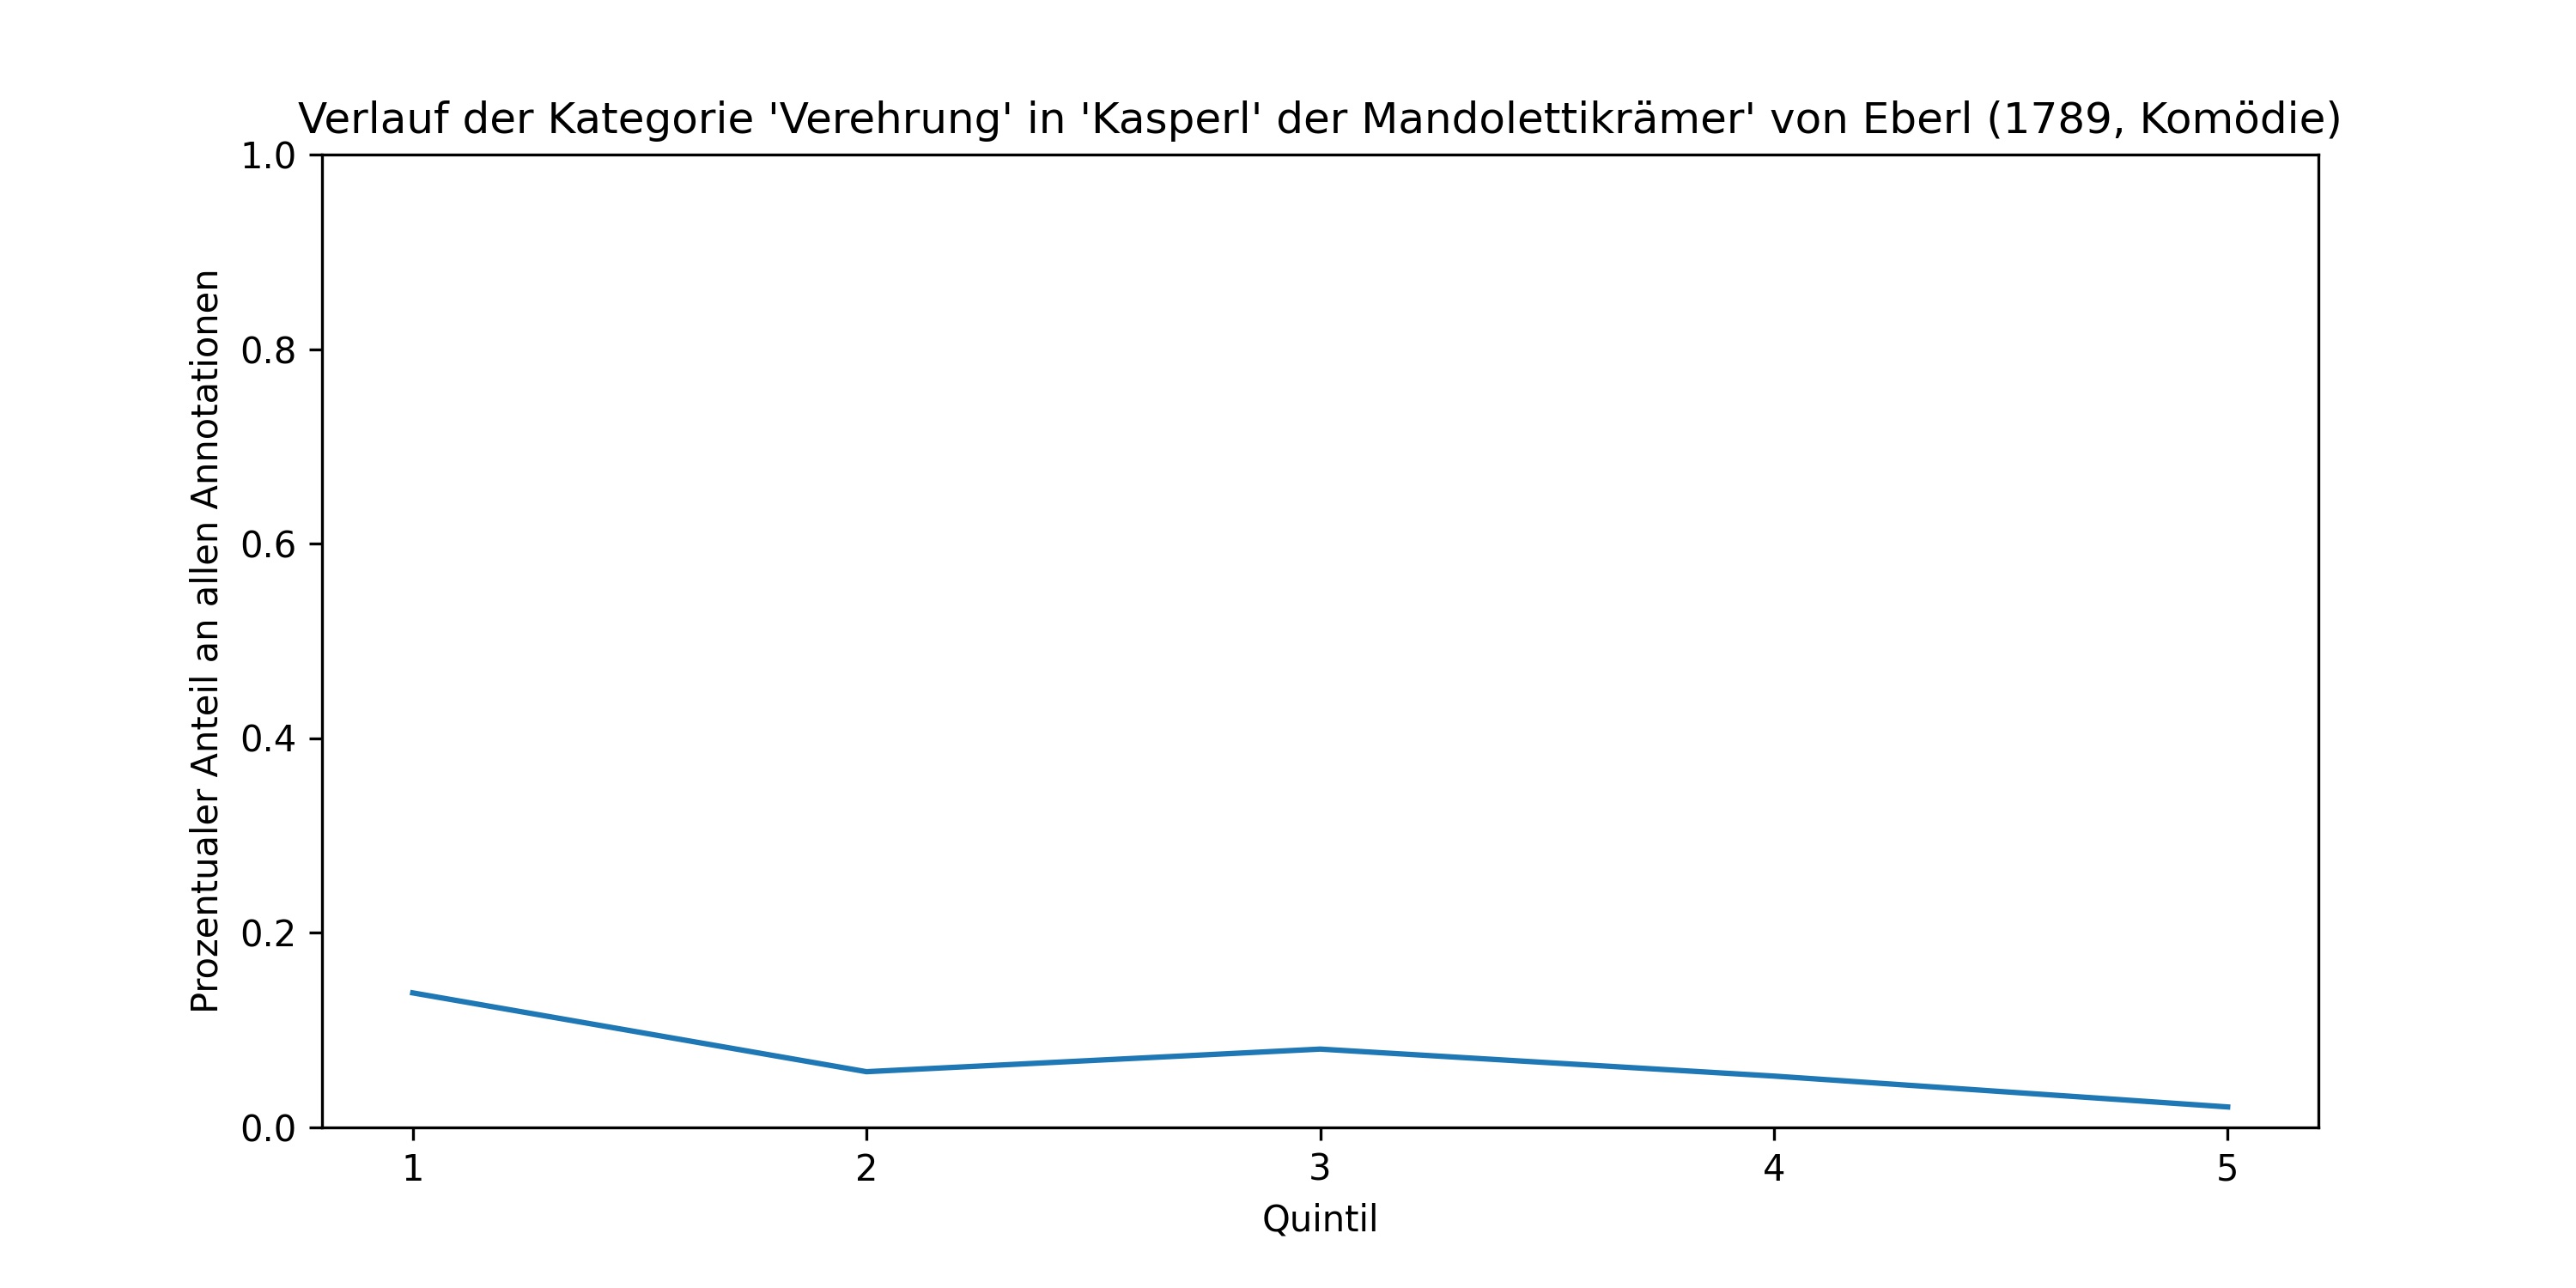 Verlauf der Kategorie 'Verehrung' in 'Kasperl' der Mandolettikrämer' von Eberl (1789, Komödie)
Prozentualer Anteil an allen Annotationen
1.0
0.8
0.6
0.4
0.2
0.0
1 2 3 4 5
Quintil